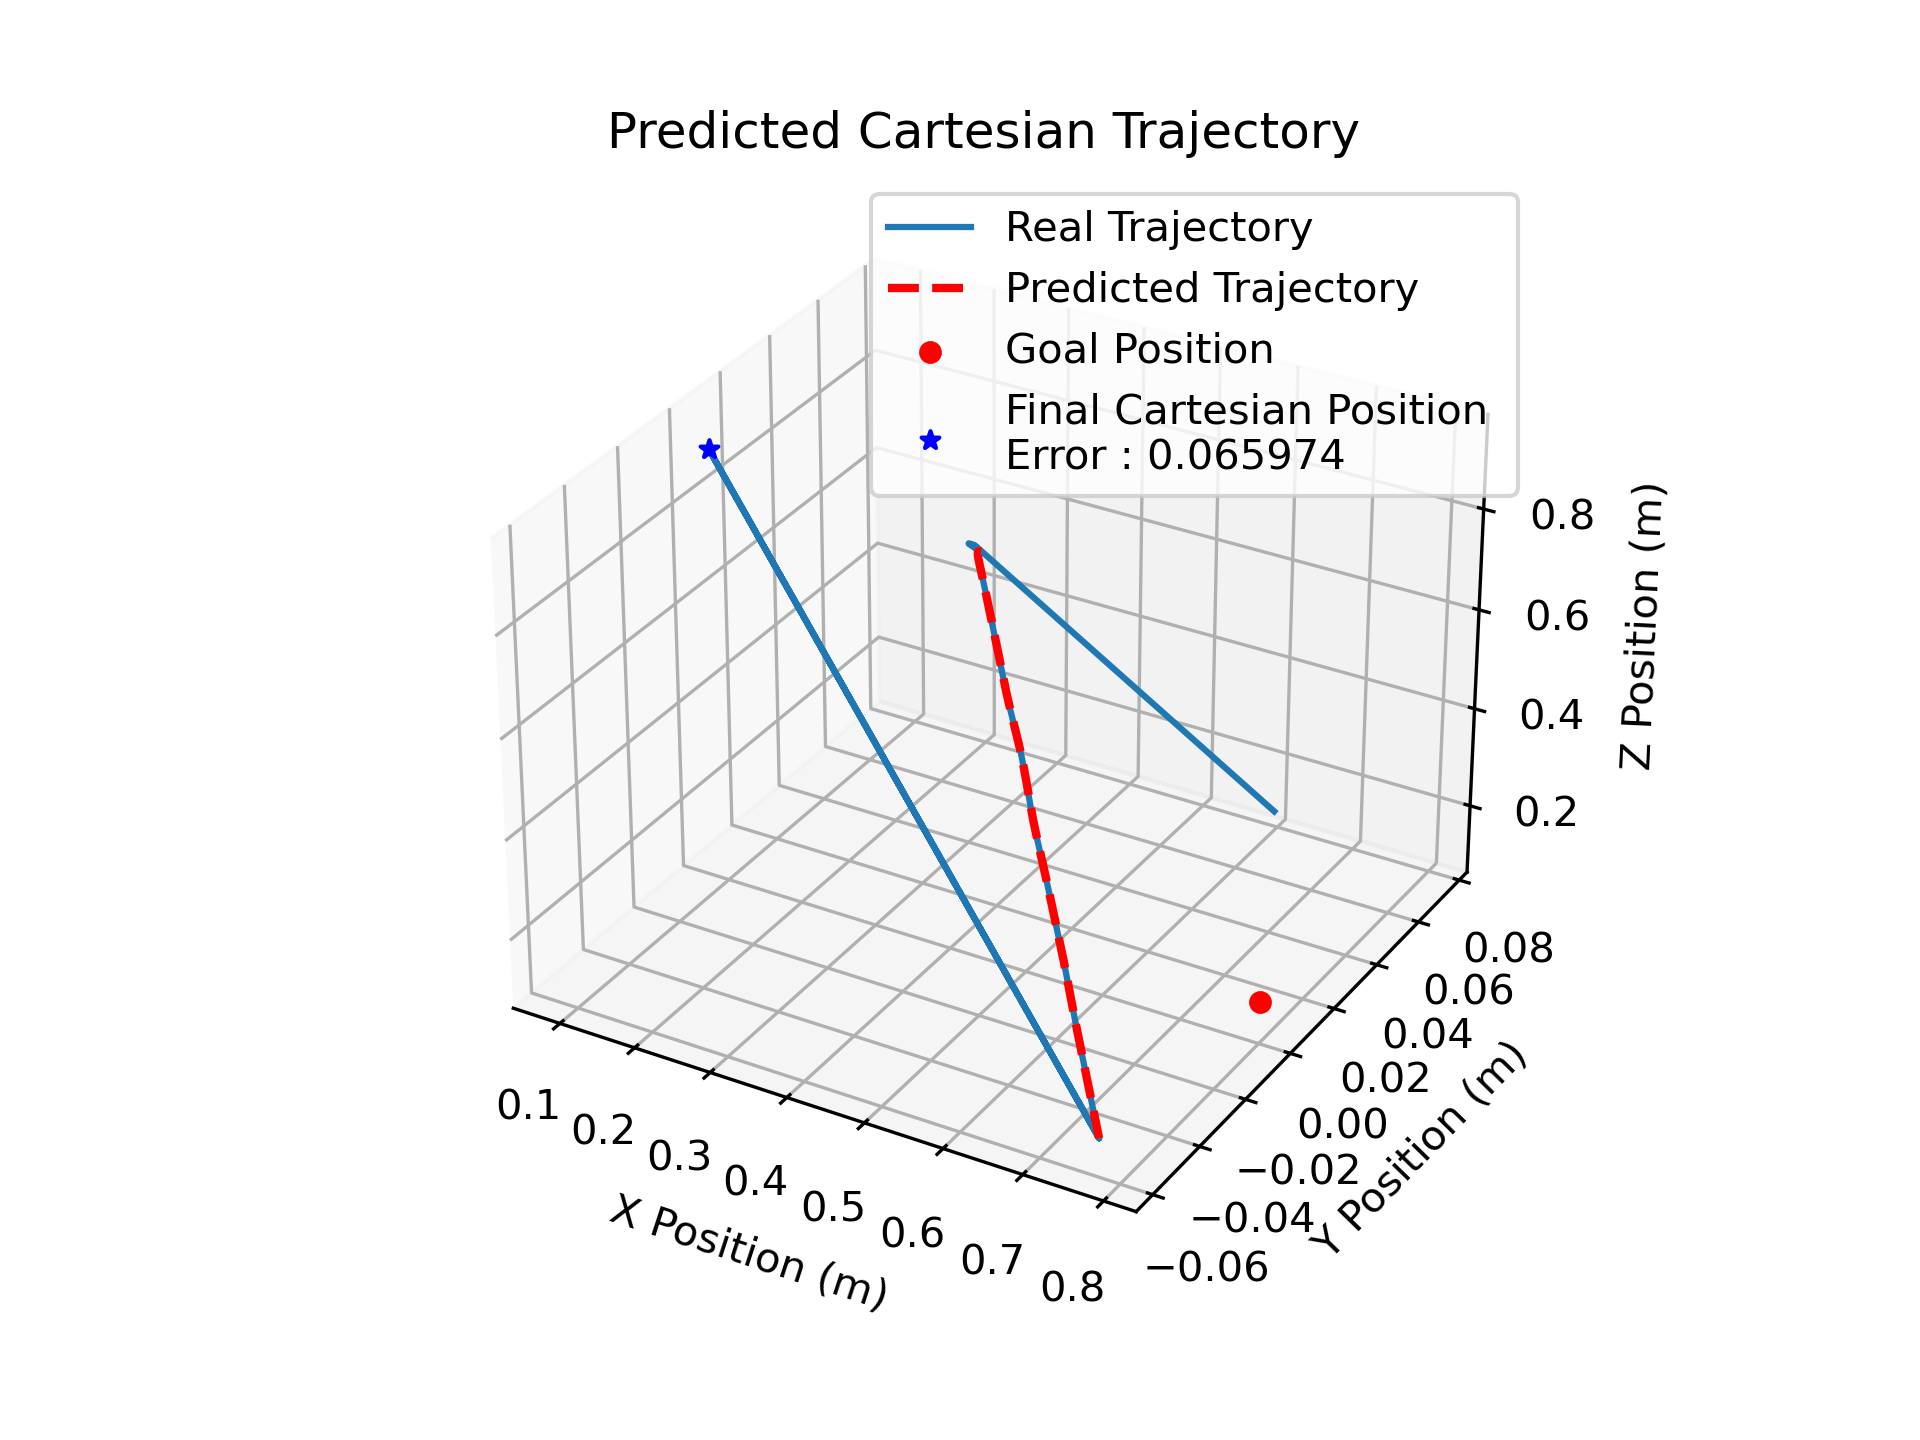 Predicted Cartesian Trajectory
Real Trajectory
Predicted Trajectory
Goal Position
Final Cartesian Position
Error : 0.065974
0.8
0.6
0.4
0.2
Z Position (m)
0.08
0.06
0.04
0.02
0.00
−0.02
−0.04
−0.06
Y Position (m)
0.1
0.2
0.3
0.4
0.5
0.6
0.7
0.8
X Position (m)